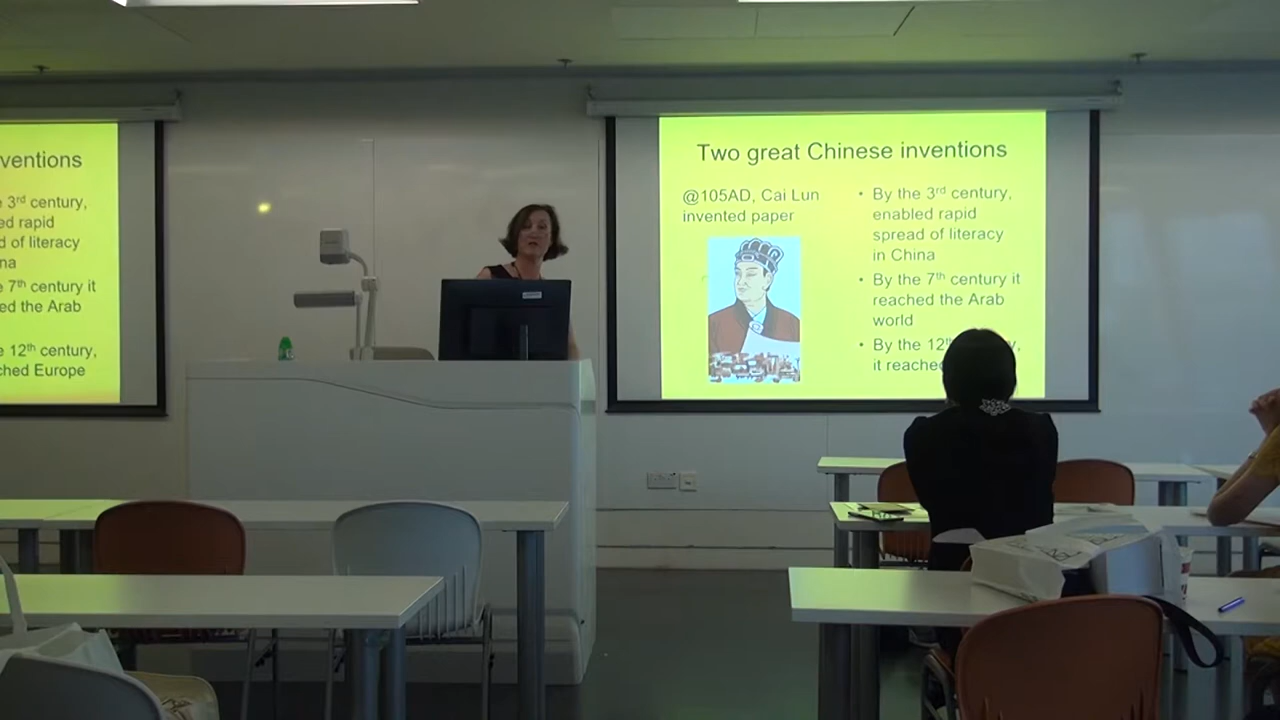 ventions
3rd century,
ed rapid
d of literacy
na
7th century it
ed the Arab
12th century,
ched Europe
Two great Chinese inventions
@105AD, Cai Lun
invented paper
• By the 3rd century,
enabled rapid
spread of literacy
in China
• By the 7th century it
reached the Arab
world
• By the 12th
it reached